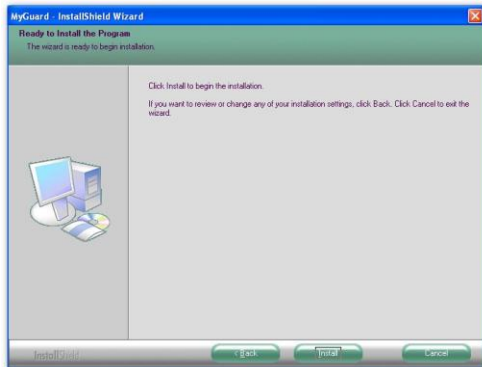 MyGuard - InstallShield Wizard
Ready to Install the Program
The wizard is ready to begin installation.
Click Install to begin the installation.
If you want to review or change any of your installation settings, click Back. Click Cancel to exit the
wizard.
InstallShield
< Back
Install
Cancel